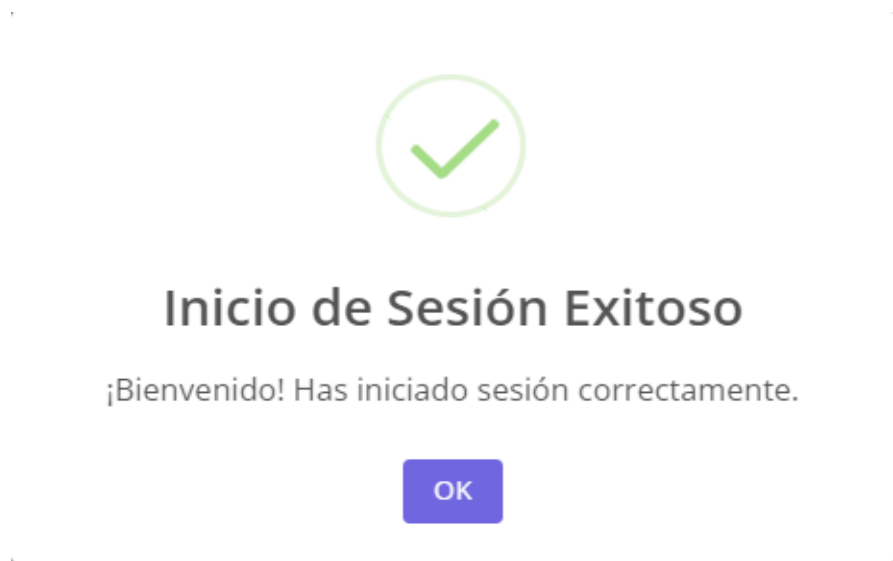 Inicio de Sesión Exitoso
¡Bienvenido! Has iniciado sesión correctamente.
OK